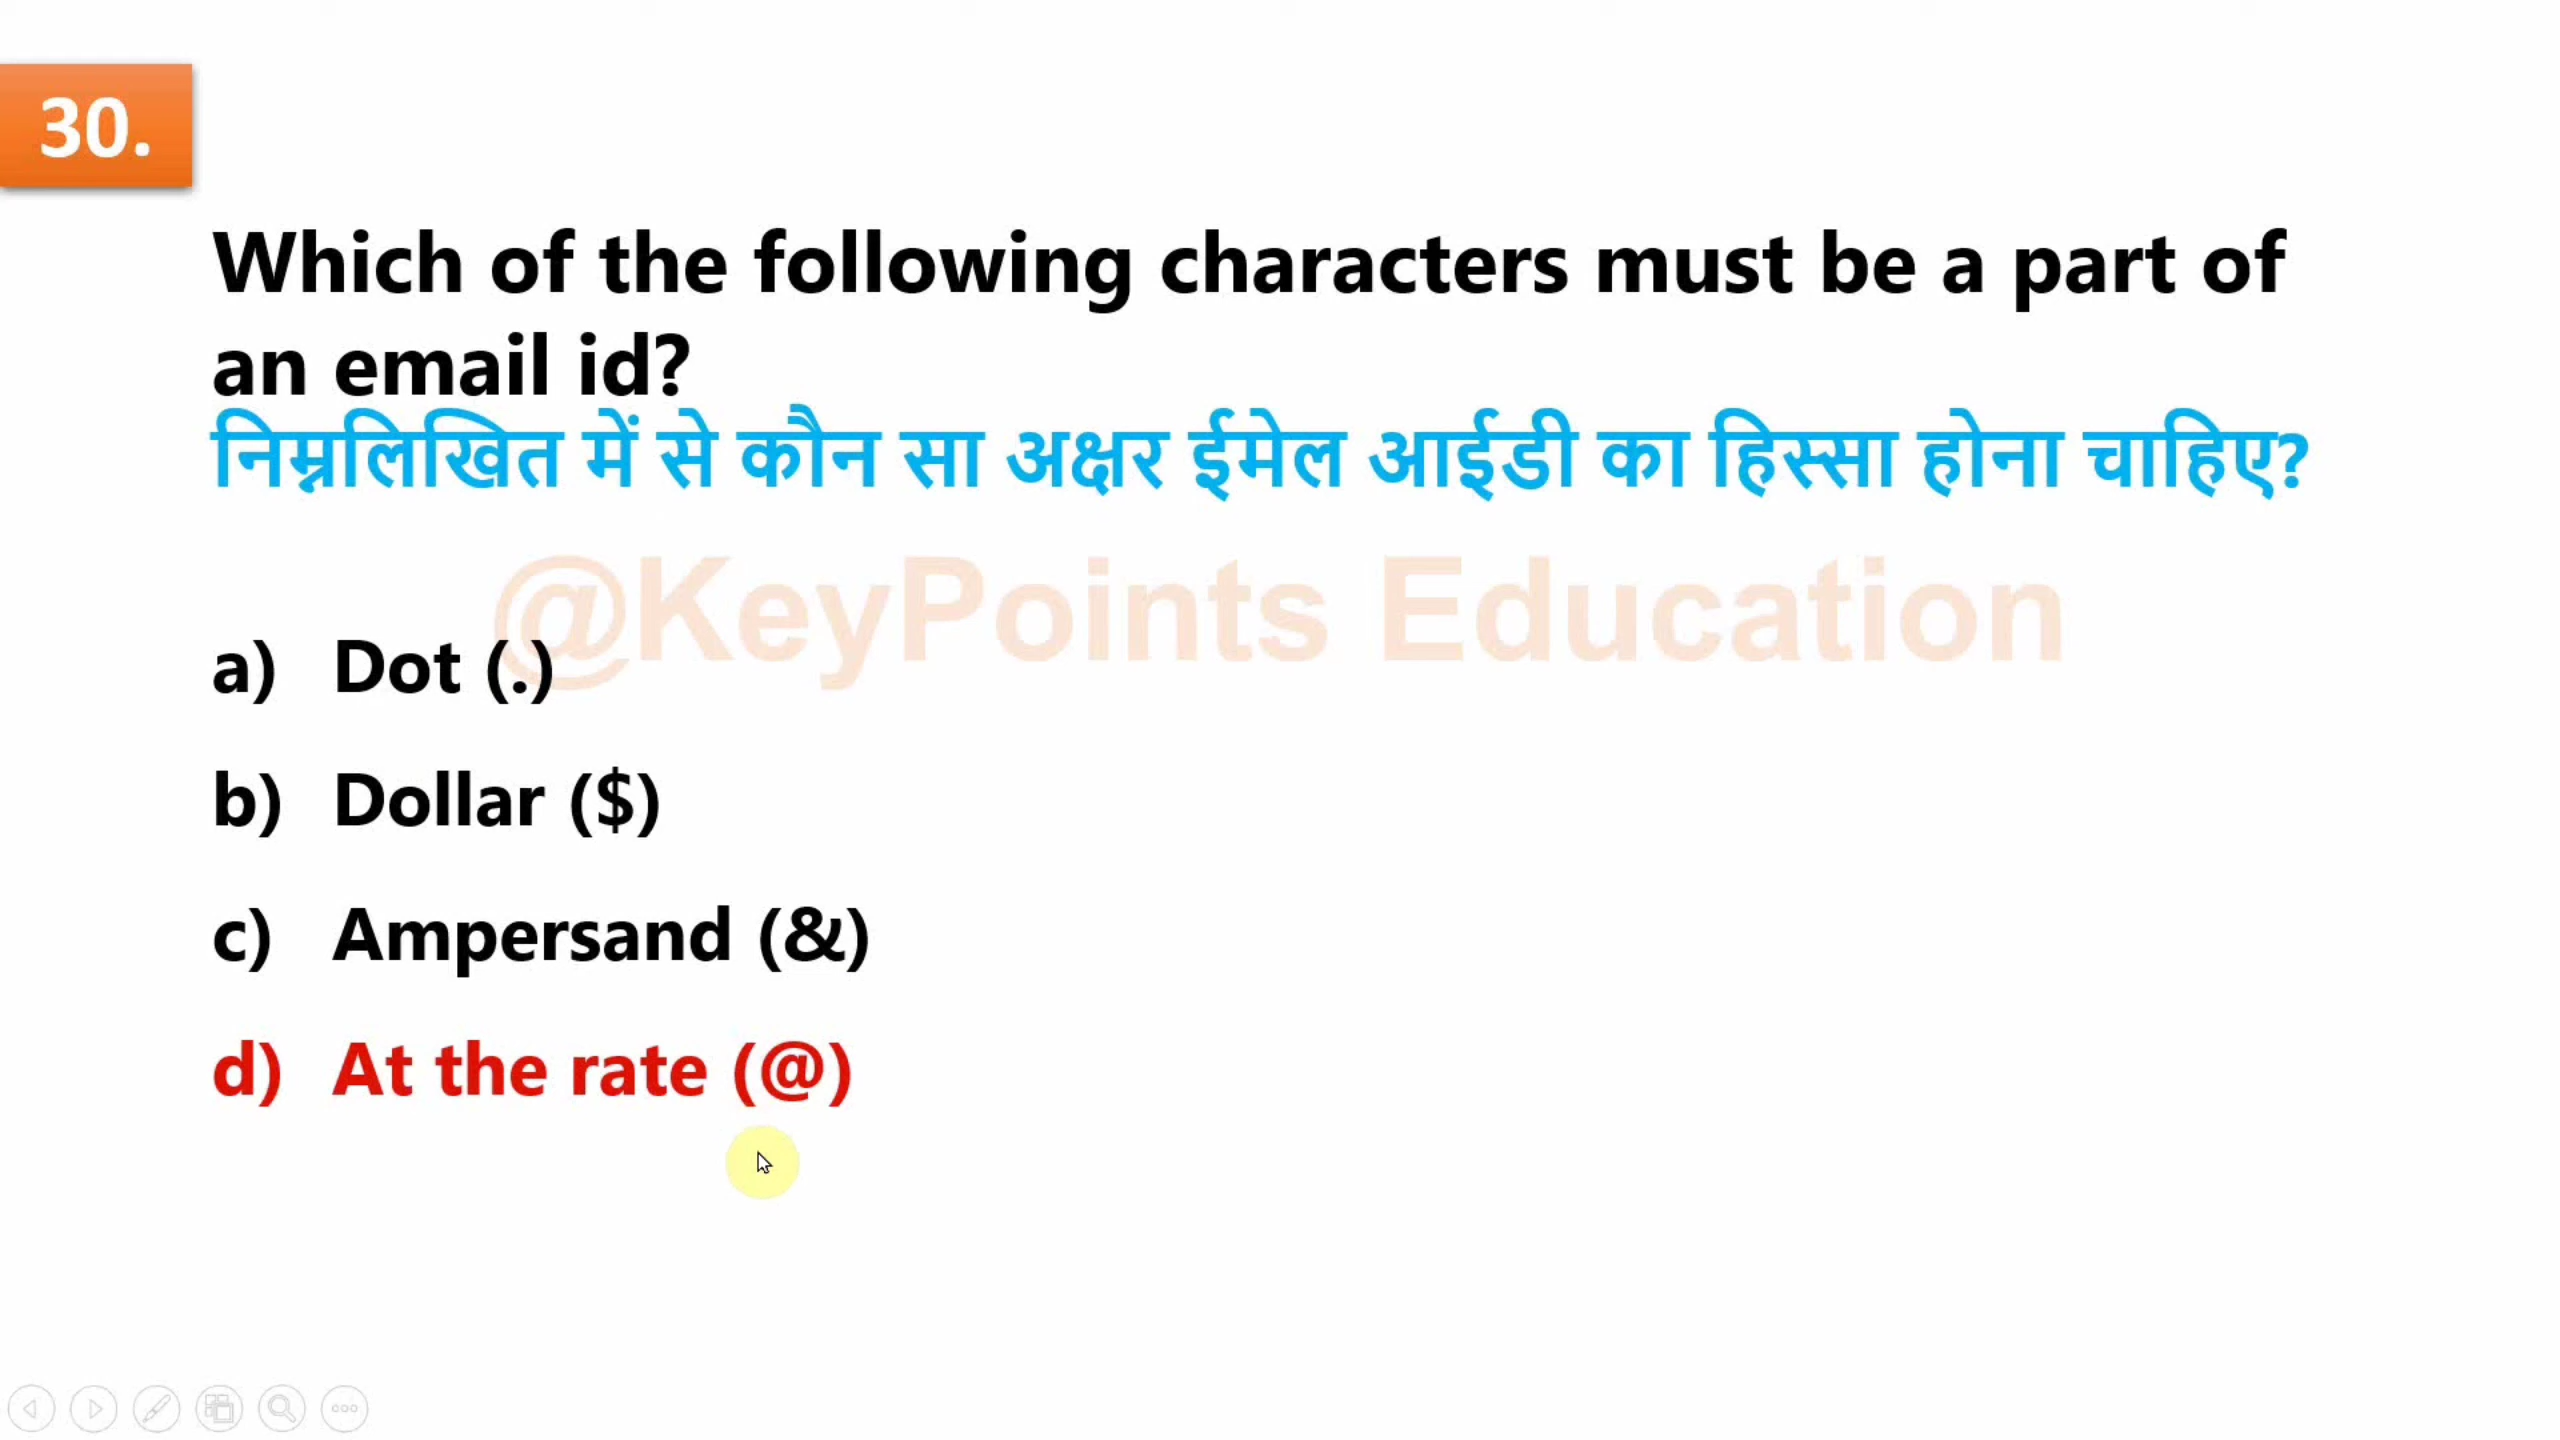 30.
Which of the following characters must be a part of
an email id?
निम्नलिखित में से कौन सा अक्षर ईमेल आईडी का हिस्सा होना चाहिए?
@KeyPoints Education
a) Dot (.)
b) Dollar ($)
c) Ampersand (&)
d) At the rate (@)